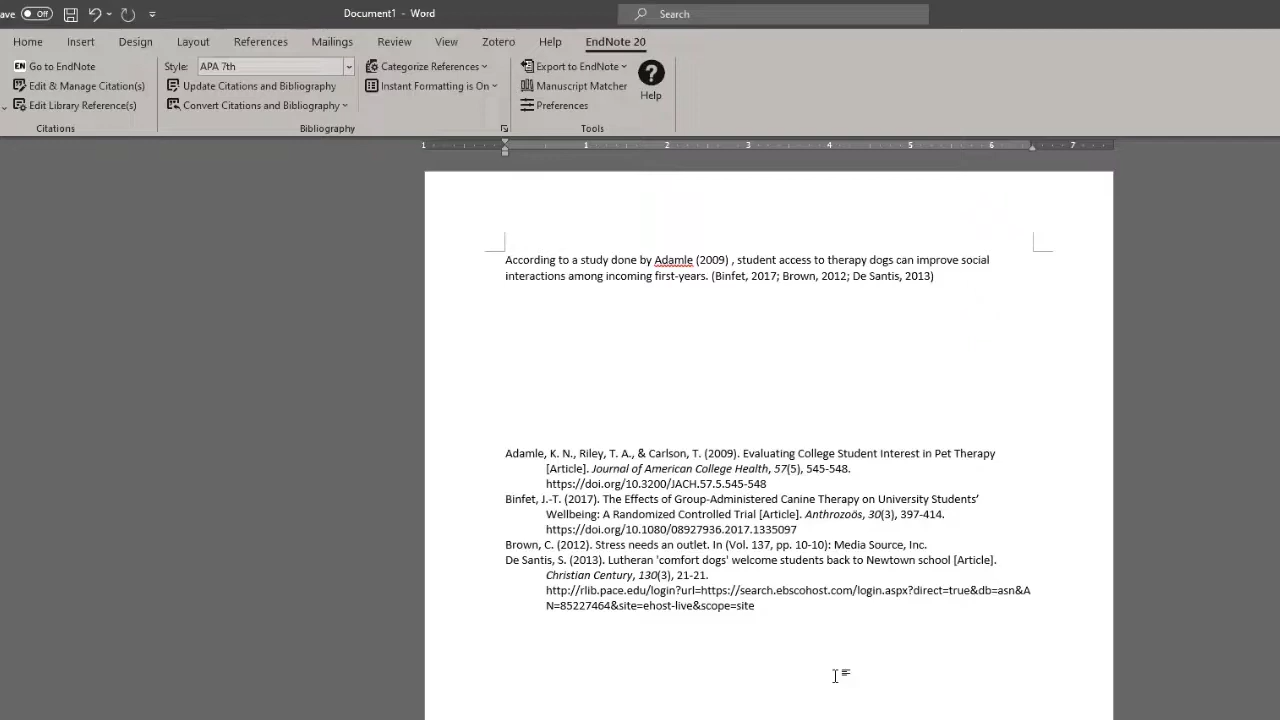 ave Off Document1 - Word Search
Home Insert Design Layout References Mailings Review View Zotero Help EndNote 20
EN Go to EndNote Style: APA 7th Categorize References Export to EndNote
Edit & Manage Citation(s) Update Citations and Bibliography Instant Formatting is On Manuscript Matcher
Edit Library Reference(s) Convert Citations and Bibliography Preferences Help
Citations Bibliography Tools
1 1 2 3 4 5 6 7
According to a study done by Adamle (2009) , student access to therapy dogs can improve social
interactions among incoming first-years. (Binfet, 2017; Brown, 2012; De Santis, 2013)
Adamle, K. N., Riley, T. A., & Carlson, T. (2009). Evaluating College Student Interest in Pet Therapy
[Article]. Journal of American College Health, 57(5), 545-548.
https://doi.org/10.3200/JACH.57.5.545-548
Binfet, J.-T. (2017). The Effects of Group-Administered Canine Therapy on University Students’
Wellbeing: A Randomized Controlled Trial [Article]. Anthrozoös, 30(3), 397-414.
https://doi.org/10.1080/08927936.2017.1335097
Brown, C. (2012). Stress needs an outlet. In (Vol. 137, pp. 10-10): Media Source, Inc.
De Santis, S. (2013). Lutheran 'comfort dogs' welcome students back to Newtown school [Article].
Christian Century, 130(3), 21-21.
http://rlib.pace.edu/login?url=https://search.ebscohost.com/login.aspx?direct=true&db=asn&A
N=85227464&site=ehost-live&scope=site